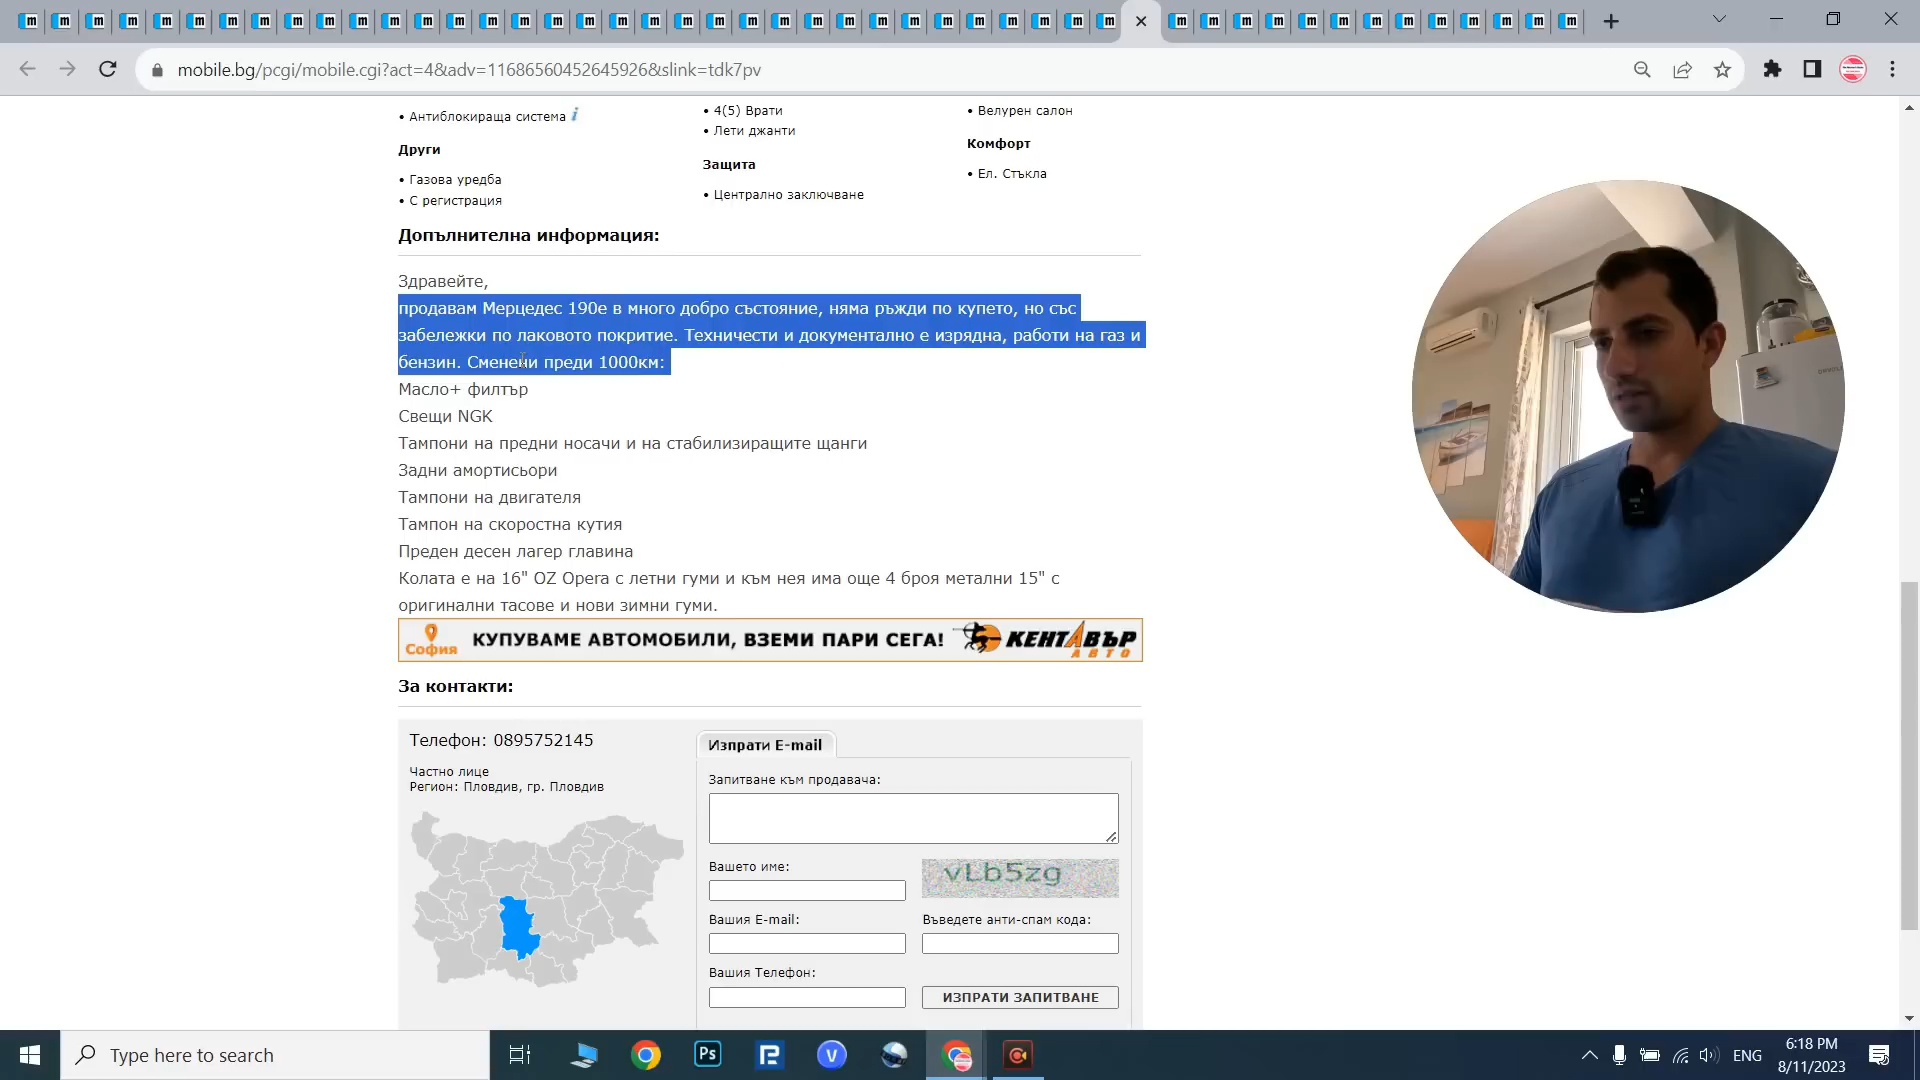 mobile.bg/pcgi/mobile.cgi?act=4&adv=11686560452645926&slink=tdk7pv
• Антиблокираща система i
• 4(5) Врати
• Велурен салон
• Лети джанти
Други
Комфорт
Защита
• Газова уредба
• Ел. Стъкла
• С регистрация
• Централно заключване
Допълнителна информация:
Здравейте,
продавам Мерцедес 190е в много добро състояние, няма ръжди по купето, но със
забележки по лаковото покритие. Техничести и документално е изрядна, работи на газ и
бензин. Сменени преди 1000км:
Масло+ филтър
Свещи NGK
Тампони на предни носачи и на стабилизиращите щанги
Задни амортисьори
Тампони на двигателя
Тампон на скоростна кутия
Преден десен лагер главина
Колата е на 16" OZ Opera с летни гуми и към нея има още 4 броя метални 15" с
оригинални тасове и нови зимни гуми.
София
КУПУВАМЕ АВТОМОБИЛИ, ВЗЕМИ ПАРИ СЕГА!
КЕНТАВЪР
АВТО
За контакти:
Телефон: 0895752145
Частно лице
Регион: Пловдив, гр. Пловдив
Изпрати E-mail
Запитване към продавача:
Вашето име:
vLb5zg
Вашия E-mail:
Въведете анти-спам кода:
Вашия Телефон:
ИЗПРАТИ ЗАПИТВАНЕ
Type here to search
Ps
V
ENG
6:18 PM
8/11/2023